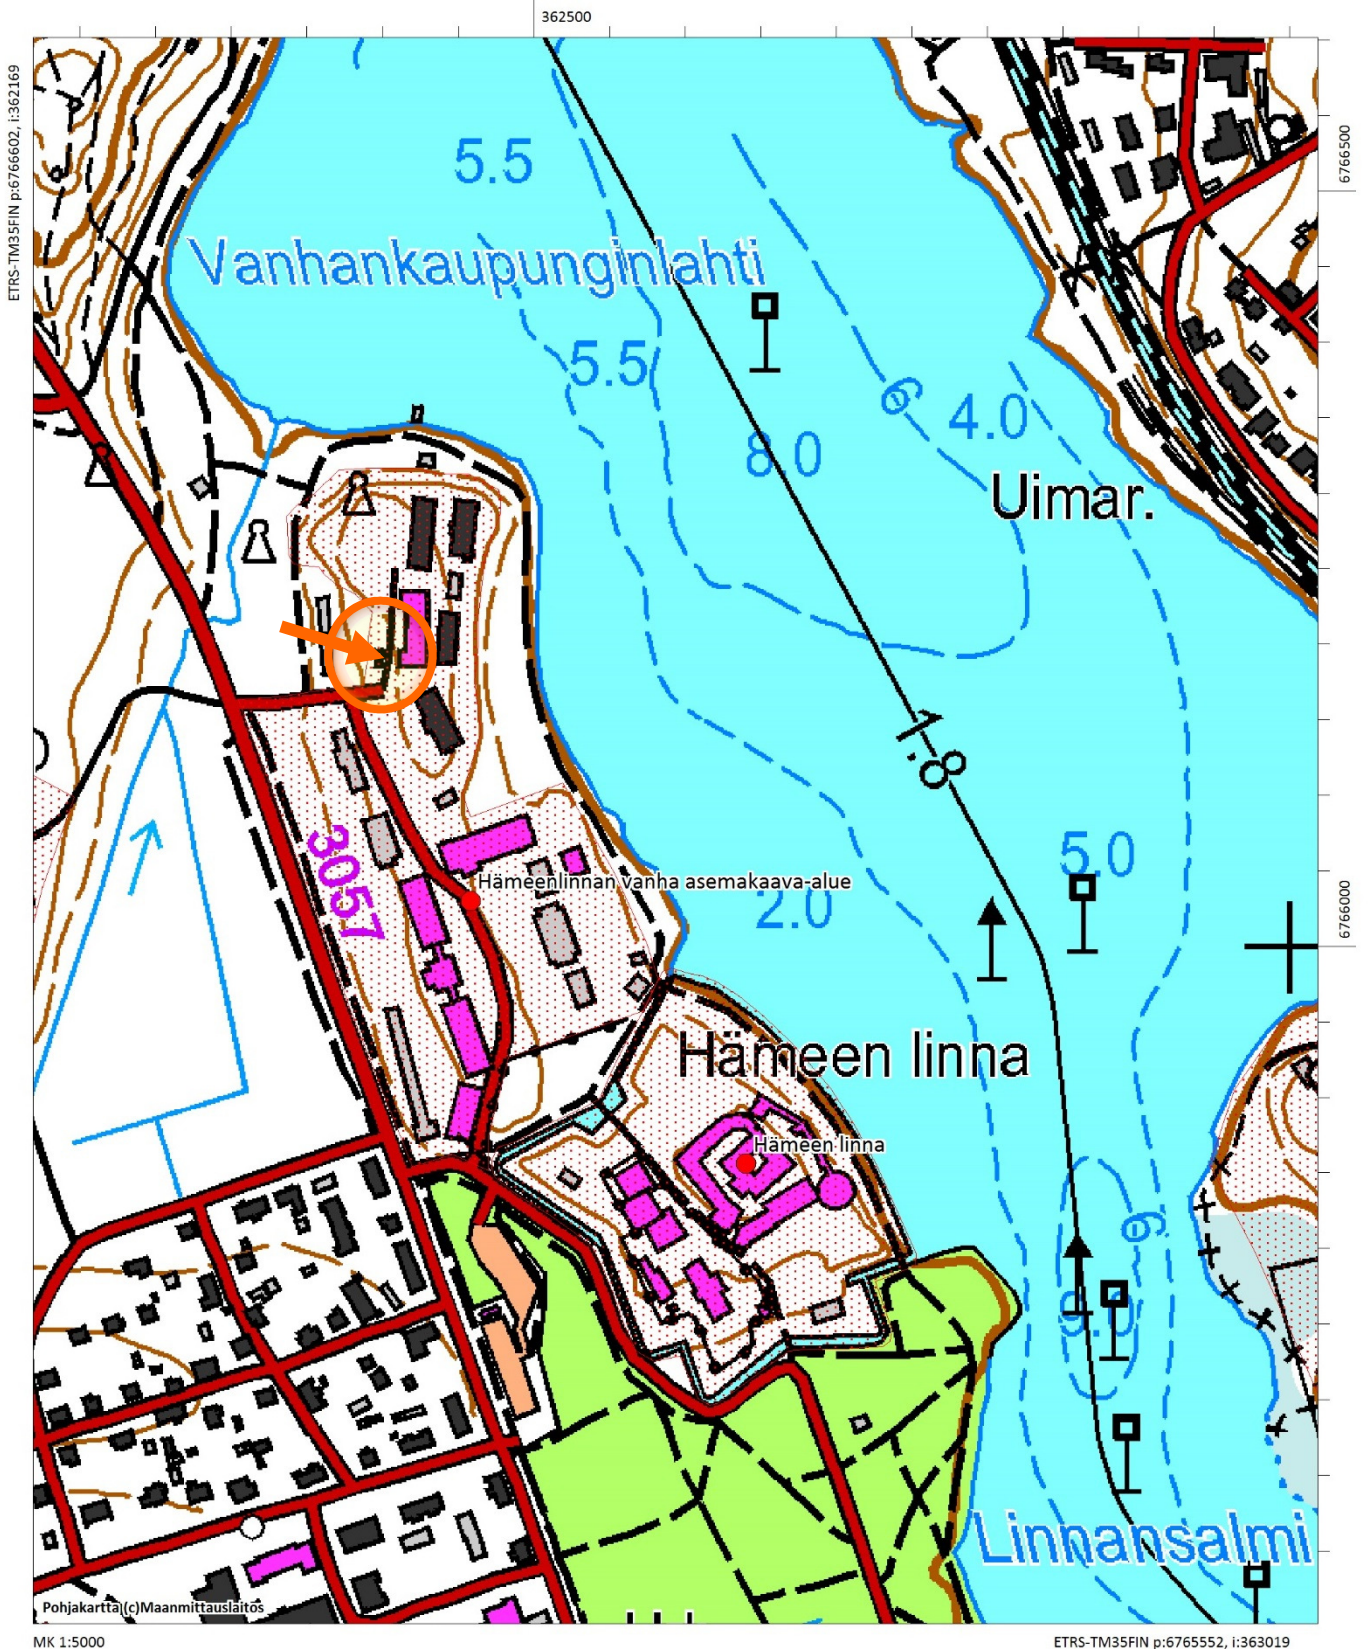 362500
ETRS-TM35FIN p:6766602, i:362169
6766500
5.5
Vanhankaupunginlahti
5.5
6
4.0
8.0
Uimar.
1.8
3057
5.0
Hämeenlinnan vanha asemakaava-alue
2.0
6766000
Hämeen linna
Hämeen linna
6
9.0
Linnansalmi
Pohjakartta (c)Maanmittauslaitos
MK 1:5000
ETRS-TM35FIN p:6765552, i:363019